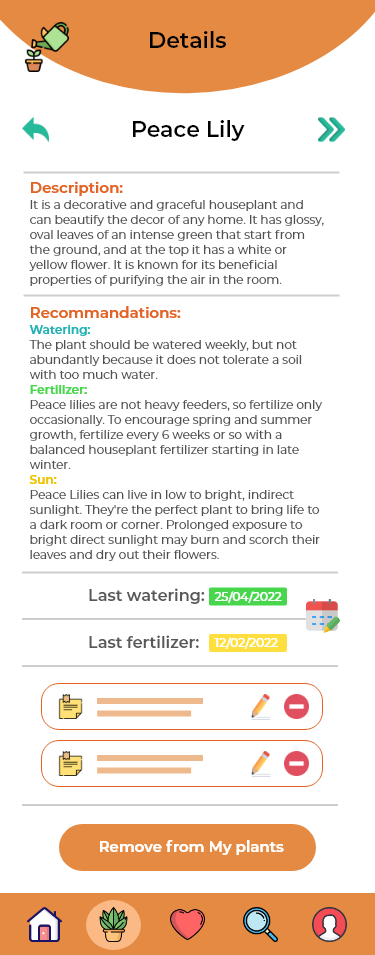 Details
Peace Lily
Description:
It is a decorative and graceful houseplant and
can beautify the decor of any home. It has glossy,
oval leaves of an intense green that start from
the ground, and at the top it has a white or
yellow flower. It is known for its beneficial
properties of purifying the air in the room.
Recommandations:
Watering:
The plant should be watered weekly, but not
abundantly because it does not tolerate a soil
with too much water.
Fertilizer:
Peace lilies are not heavy feeders, so fertilize only
occasionally. To encourage spring and summer
growth, fertilize every 6 weeks or so with a
balanced houseplant fertilizer starting in late
winter.
Sun:
Peace Lilies can live in low to bright, indirect
sunlight. They're the perfect plant to bring life to
a dark room or corner. Prolonged exposure to
bright direct sunlight may burn and scorch their
leaves and dry out their flowers.
Last watering: 25/04/2022
Last fertilizer: 12/02/2022
Remove from My plants